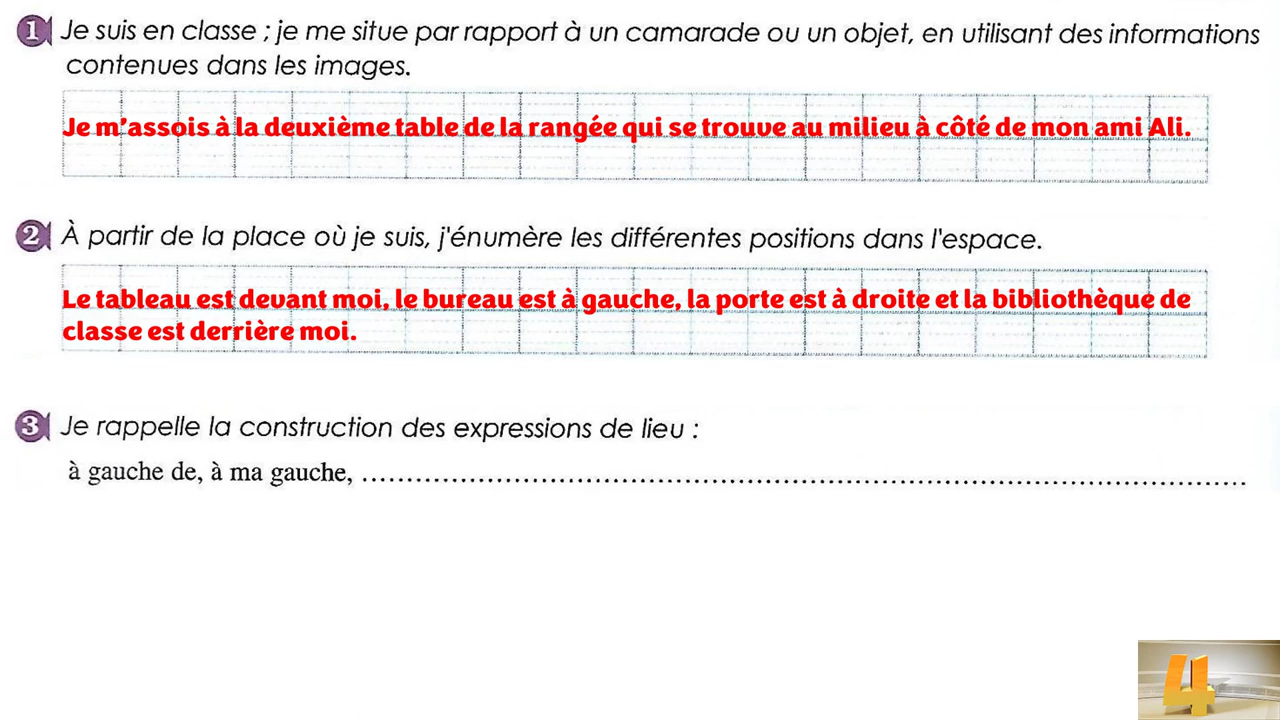 1 Je suis en classe ; je me situe par rapport à un camarade ou un objet, en utilisant des informations
contenues dans les images.
Je m'assois à la deuxième table de la rangée qui se trouve au milieu à côté de mon ami Ali.
2 À partir de la place où je suis, j'énumère les différentes positions dans l'espace.
Le tableau est devant moi, le bureau est à gauche, la porte est à droite et la bibliothèque de
classe est derrière moi.
3 Je rappelle la construction des expressions de lieu :
à gauche de, à ma gauche, ....................................................................................................
4